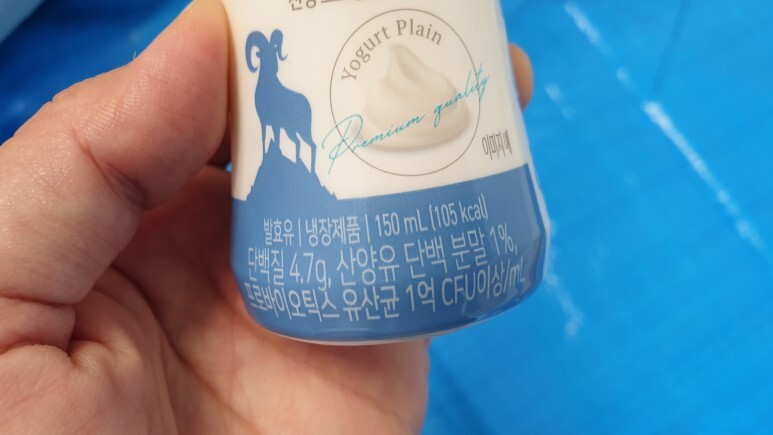 Yogurt Plain
Premium quality
이미지 예
발효유 | 냉장제품 | 150 mL (105 kcal)
단백질 4.7g, 산양유 단백 분말 1%,
프로바이오틱스 유산균 1억 CFU이상/mL